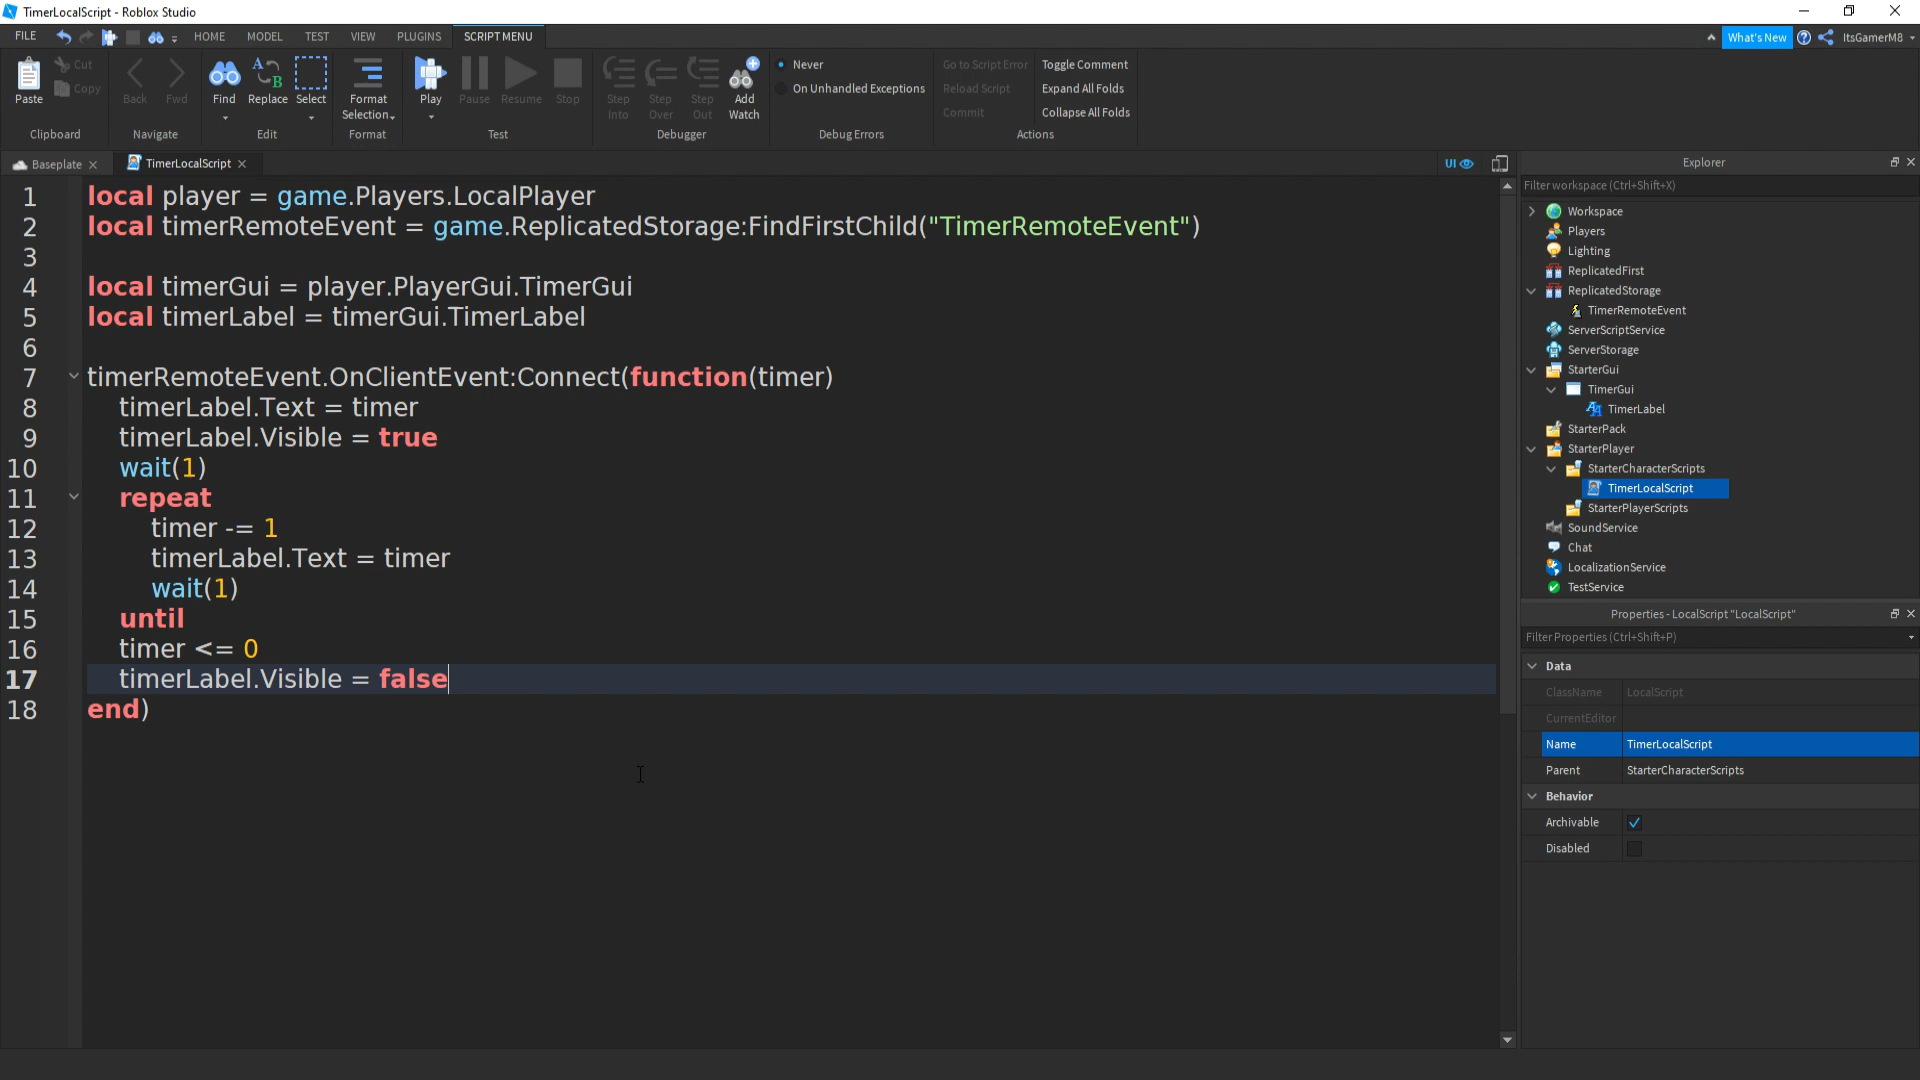 TimerLocalScript - Roblox Studio
FILE HOME MODEL TEST VIEW PLUGINS SCRIPT MENU What's New ItsGamerM8
Paste Cut Copy
Clipboard
Back Fwd
Navigate
Find Replace Select
Edit
Format Selection
Format
Play Pause Resume Stop
Test
Step Into Step Over Step Out Add Watch
Debugger
Never
On Unhandled Exceptions
Debug Errors
Go to Script Error Toggle Comment
Reload Script Expand All Folds
Commit Collapse All Folds
Actions
Baseplate TimerLocalScript UI
1 local player = game.Players.LocalPlayer
2 local timerRemoteEvent = game.ReplicatedStorage:FindFirstChild("TimerRemoteEvent")
3
4 local timerGui = player.PlayerGui.TimerGui
5 local timerLabel = timerGui.TimerLabel
6
7 timerRemoteEvent.OnClientEvent:Connect(function(timer)
8 timerLabel.Text = timer
9 timerLabel.Visible = true
10 wait(1)
11 repeat
12 timer -= 1
13 timerLabel.Text = timer
14 wait(1)
15 until
16 timer <= 0
17 timerLabel.Visible = false
18 end)
Explorer
Filter workspace (Ctrl+Shift+X)
Workspace
Players
Lighting
ReplicatedFirst
ReplicatedStorage
TimerRemoteEvent
ServerScriptService
ServerStorage
StarterGui
TimerGui
TimerLabel
StarterPack
StarterPlayer
StarterCharacterScripts
TimerLocalScript
StarterPlayerScripts
SoundService
Chat
LocalizationService
TestService
Properties - LocalScript "LocalScript"
Filter Properties (Ctrl+Shift+P)
Data
ClassName LocalScript
CurrentEditor
Name TimerLocalScript
Parent StarterCharacterScripts
Behavior
Archivable
Disabled